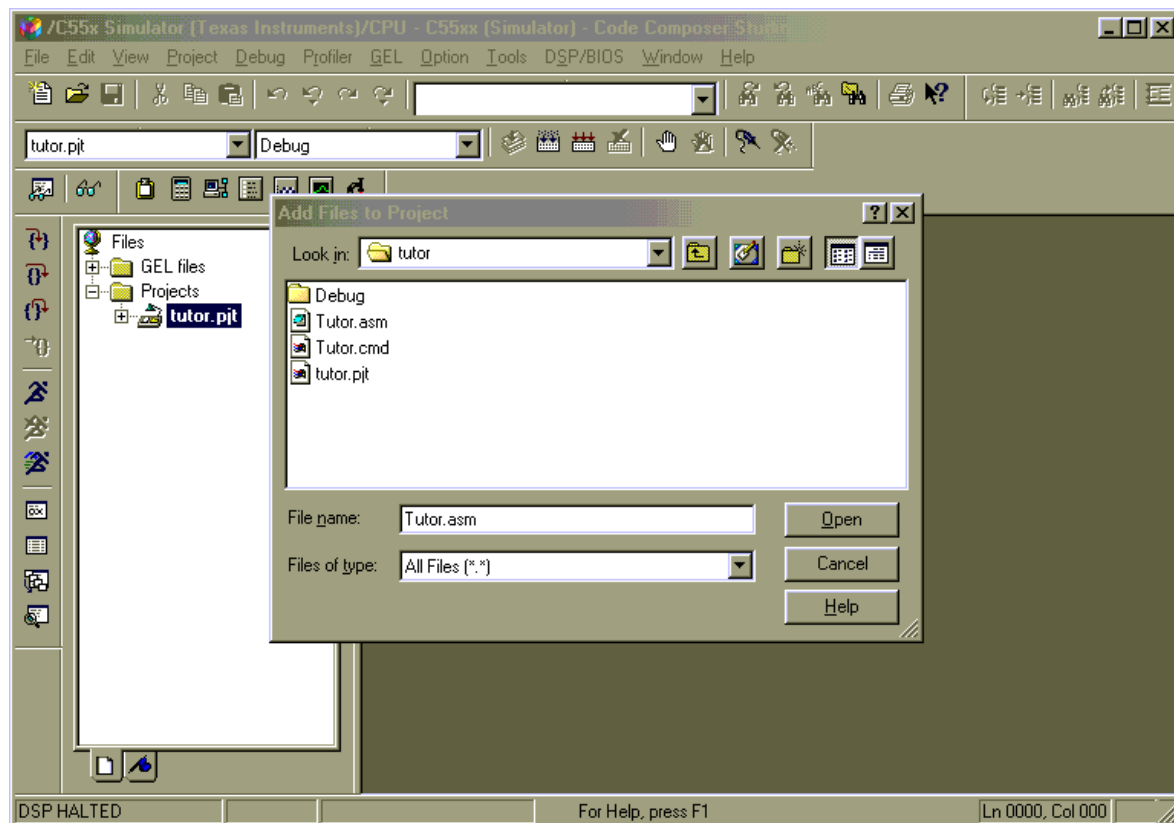 /C55x Simulator (Texas Instruments)/CPU - C55xx (Simulator) - Code Composer Studio
File Edit View Project Debug Profiler GEL Option Tools DSP/BIOS Window Help
tutor.pjt Debug
Files
GEL files
Projects
tutor.pjt
Add Files to Project
Look in: tutor
Debug
Tutor.asm
Tutor.cmd
tutor.pjt
File name: Tutor.asm Open
Files of type: All Files (*.*) Cancel
Help
DSP HALTED For Help, press F1 Ln 0000, Col 000